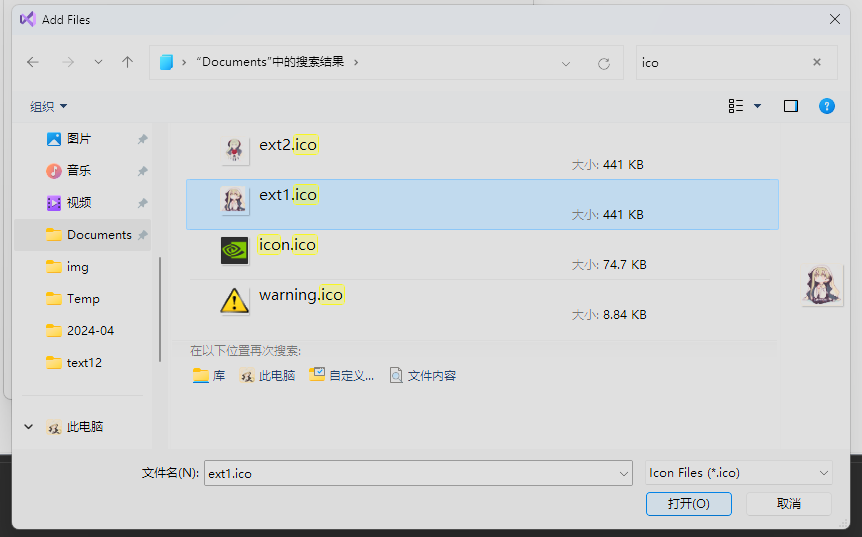 Add Files
“Documents”中的搜索结果
ico
组织
图片
音乐
视频
Documents
img
Temp
2024-04
text12
此电脑
ext2.ico
大小: 441 KB
ext1.ico
大小: 441 KB
icon.ico
大小: 74.7 KB
warning.ico
大小: 8.84 KB
在以下位置再次搜索:
库 此电脑 自定义... 文件内容
文件名(N): ext1.ico Icon Files (*.ico)
打开(O) 取消